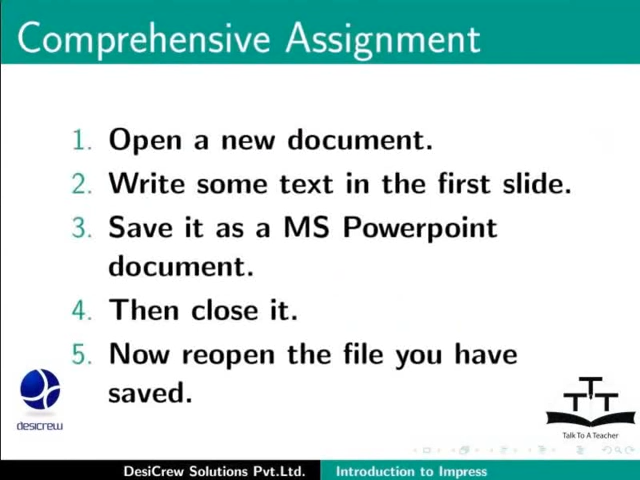 Comprehensive Assignment
1. Open a new document.
2. Write some text in the first slide.
3. Save it as a MS Powerpoint
document.
4. Then close it.
5. Now reopen the file you have
saved.
desicrew
TTT
Talk To A Teacher
DesiCrew Solutions Pvt.Ltd. Introduction to Impress